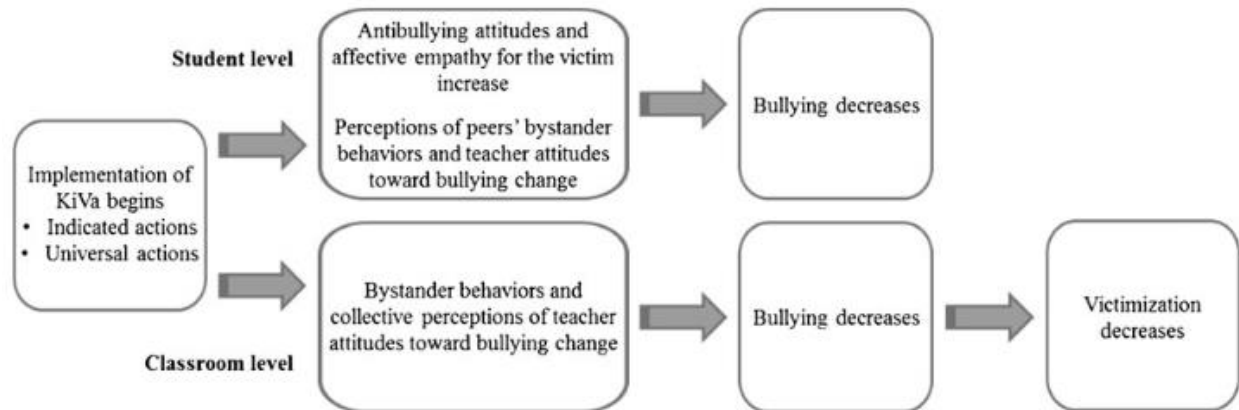 Student level
Antibullying attitudes and
affective empathy for the victim
increase
Perceptions of peers’ bystander
behaviors and teacher attitudes
toward bullying change
Bullying decreases
Implementation of
KiVa begins
• Indicated actions
• Universal actions
Classroom level
Bystander behaviors and
collective perceptions of teacher
attitudes toward bullying change
Bullying decreases
Victimization
decreases